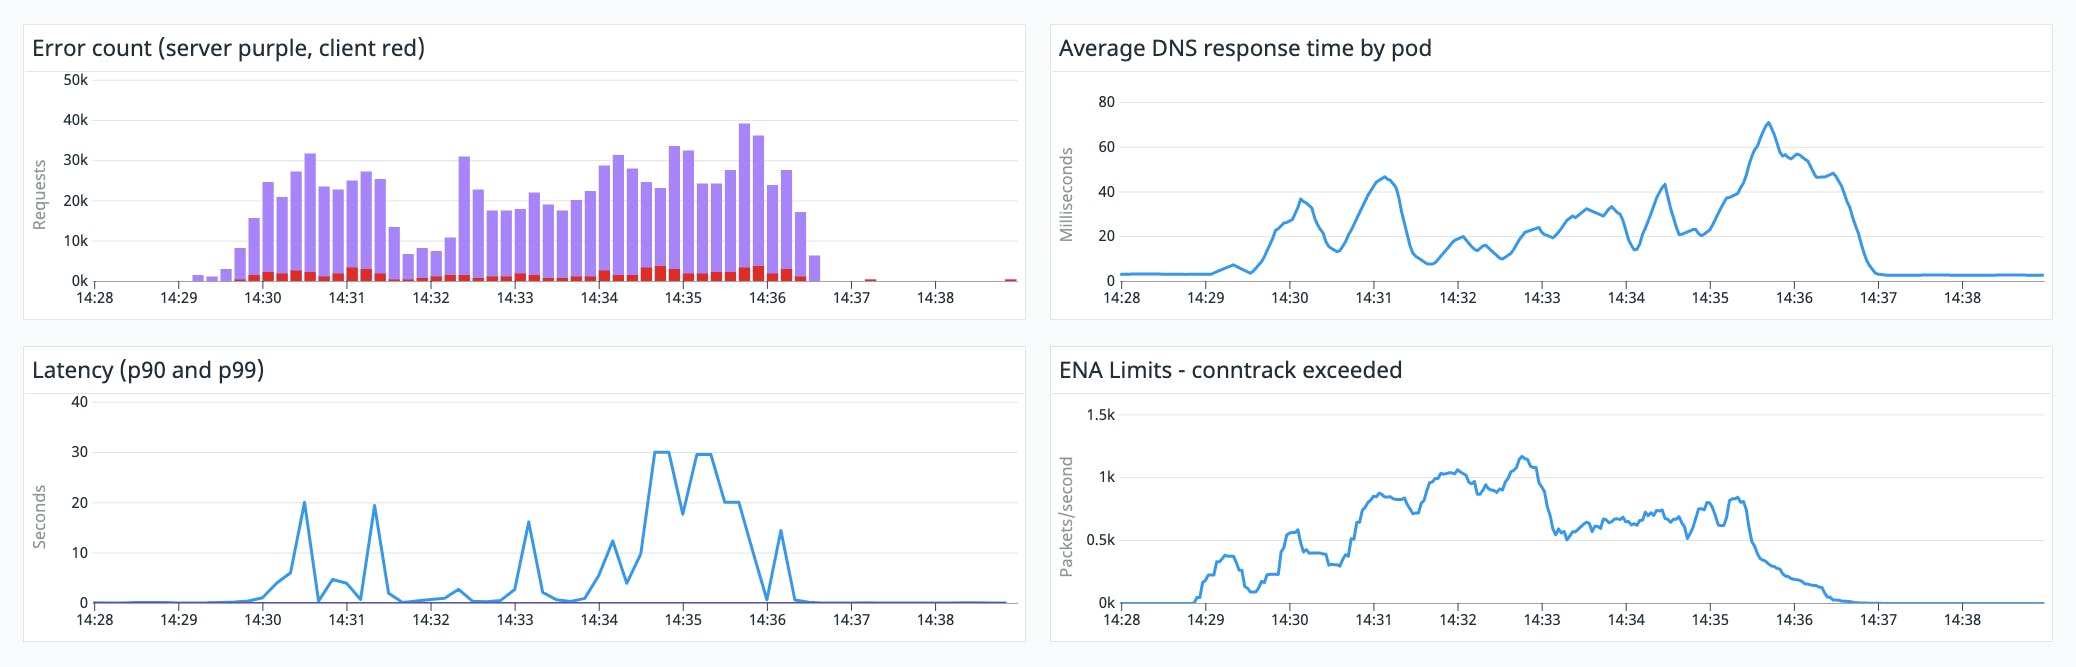 Error count (server purple, client red)
50k
40k
30k
20k
10k
0k
Requests
14:28 14:29 14:30 14:31 14:32 14:33 14:34 14:35 14:36 14:37 14:38
Average DNS response time by pod
80
60
40
20
0
Milliseconds
14:28 14:29 14:30 14:31 14:32 14:33 14:34 14:35 14:36 14:37 14:38
Latency (p90 and p99)
40
30
20
10
0
Seconds
14:28 14:29 14:30 14:31 14:32 14:33 14:34 14:35 14:36 14:37 14:38
ENA Limits - conntrack exceeded
1.5k
1k
0.5k
0k
Packets/second
14:28 14:29 14:30 14:31 14:32 14:33 14:34 14:35 14:36 14:37 14:38